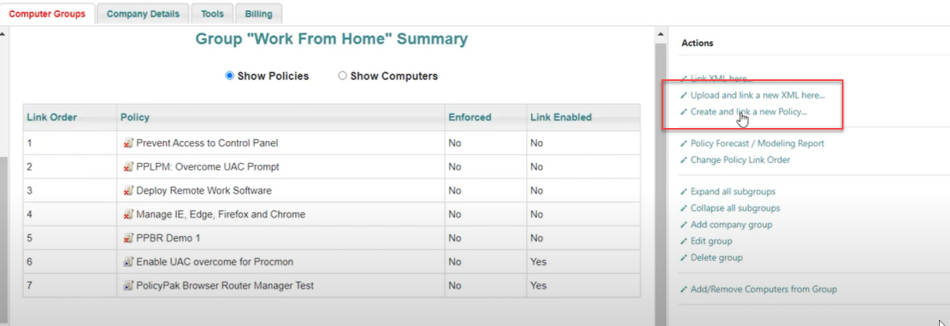 Computer Groups Company Details Tools Billing
Group "Work From Home" Summary
Show Policies Show Computers
Link Order Policy Enforced Link Enabled
1 Prevent Access to Control Panel No No
2 PPLPM: Overcome UAC Prompt No No
3 Deploy Remote Work Software No No
4 Manage IE, Edge, Firefox and Chrome No No
5 PPBR Demo 1 No No
6 Enable UAC overcome for Procmon No Yes
7 PolicyPak Browser Router Manager Test No Yes
Actions
Link XML here...
Upload and link a new XML here...
Create and link a new Policy...
Policy Forecast / Modeling Report
Change Policy Link Order
Expand all subgroups
Collapse all subgroups
Add company group
Edit group
Delete group
Add/Remove Computers from Group